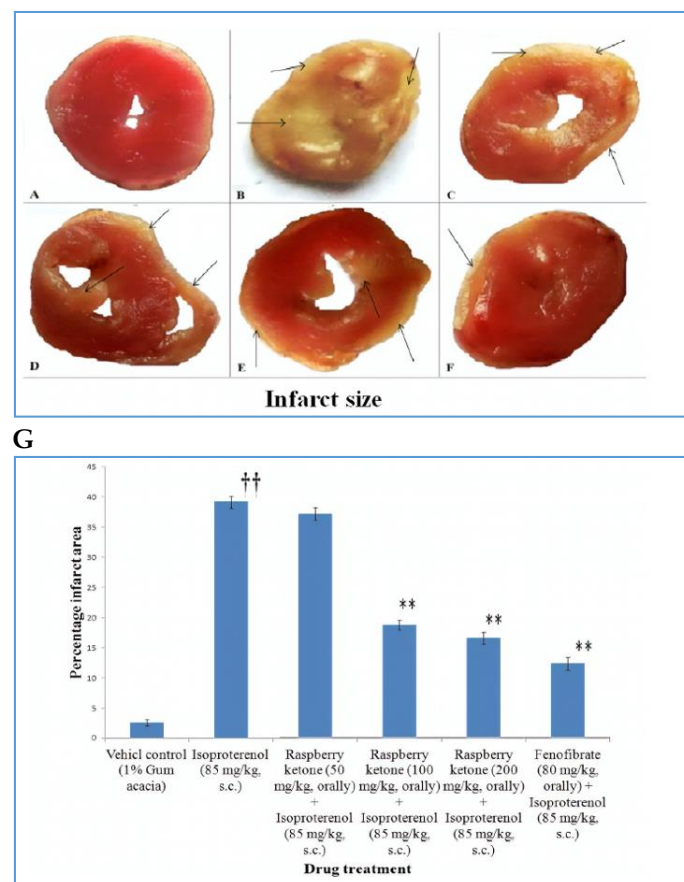 A
B
C
D
E
F
Infarct size
G
Percentage infarct area
45
40
35
30
25
20
15
10
5
0
††
**
**
**
Vehicl control
(1% Gum
acacia)
Isoproterenol
(85 mg/kg,
s.c.)
Raspberry
ketone (50
mg/kg, orally)
+
Isoproterenol
(85 mg/kg,
s.c.)
Raspberry
ketone (100
mg/kg, orally)
+
Isoproterenol
(85 mg/kg,
s.c.)
Raspberry
ketone (200
mg/kg, orally)
+
Isoproterenol
(85 mg/kg,
s.c.)
Fenofibrate
(80 mg/kg,
orally) +
Isoproterenol
(85 mg/kg,
s.c.)
Drug treatment